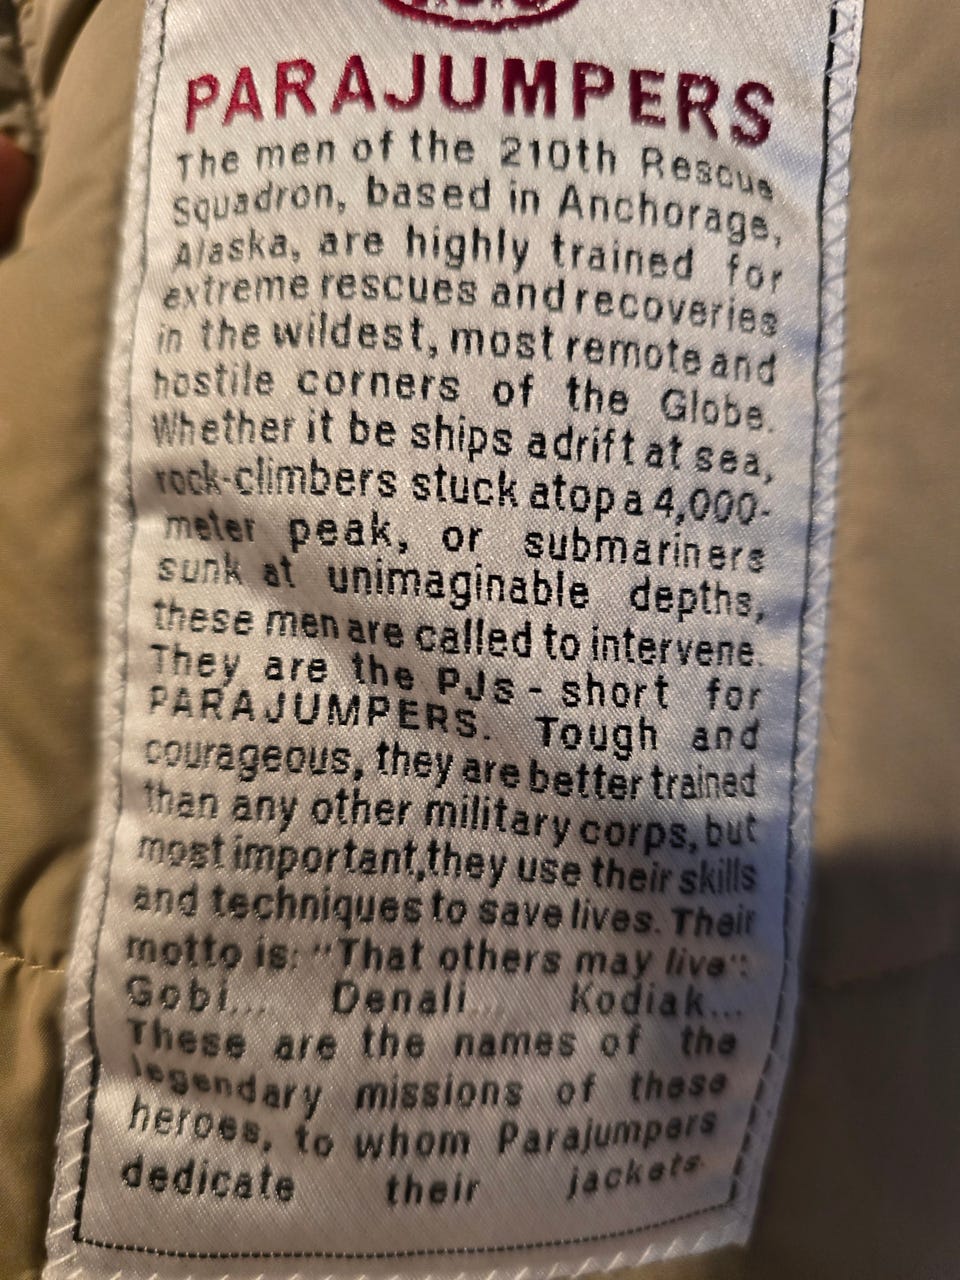 PARAJUMPERS
The men of the 210th Rescue
Squadron, based in Anchorage,
Alaska, are highly trained for
extreme rescues and recoveries
in the wildest, most remote and
hostile corners of the Globe.
Whether it be ships adrift at sea,
rock-climbers stuck atop a 4,000-
meter peak, or submariners
sunk at unimaginable depths,
these men are called to intervene.
They are the PJs - short for
PARAJUMPERS. Tough and
courageous, they are better trained
than any other military corps, but
most important,they use their skills
and techniques to save lives. Their
motto is: "That others may live":
Gobi... Denali... Kodiak...
These are the names of the
legendary missions of these
heroes, to whom Parajumpers
dedicate their jackets.